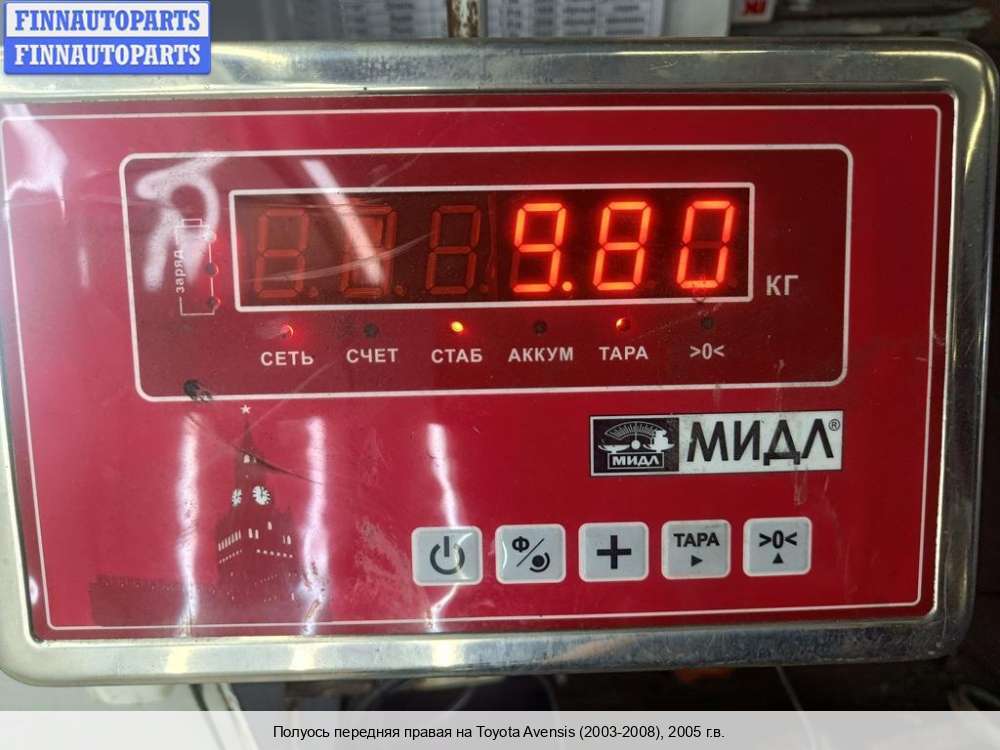 FINNAUTOPARTS
FINNAUTOPARTS
заряд
9.80
КГ
СЕТЬ СЧЕТ СТАБ АККУМ ТАРА >0<
МИДЛ МИДЛ®
Ф ТАРА >0<
Полуось передняя правая на Toyota Avensis (2003-2008), 2005 г.в.